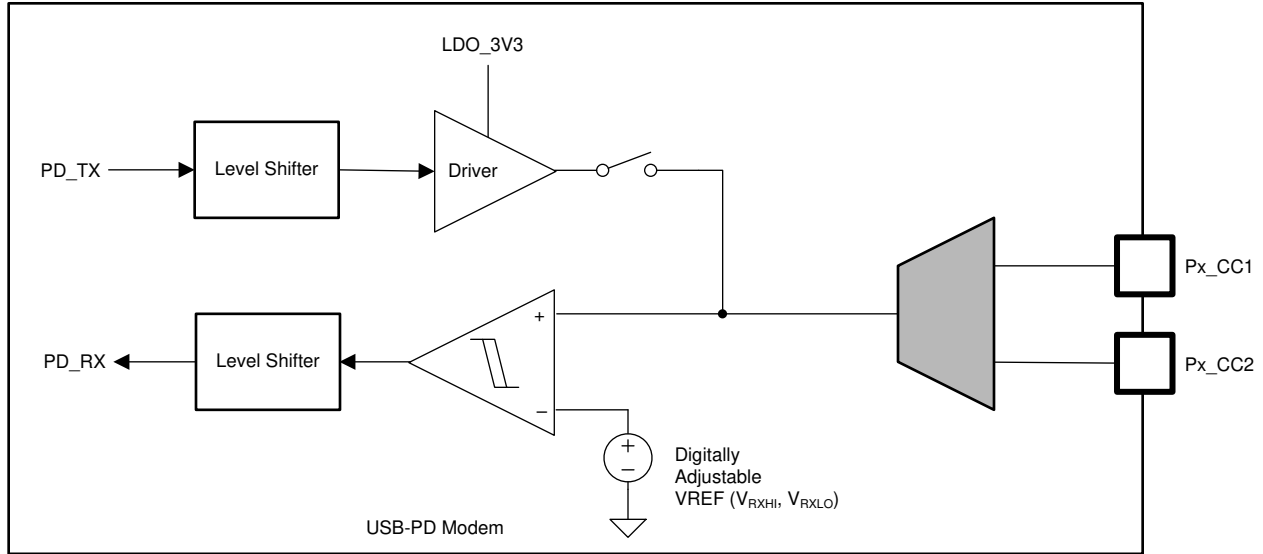 LDO_3V3
PD_TX
Level Shifter
Driver
Px_CC1
+
PD_RX
Level Shifter
Px_CC2
−
+
−
Digitally
Adjustable
VREF (VRXHI, VRXLO)
USB-PD Modem